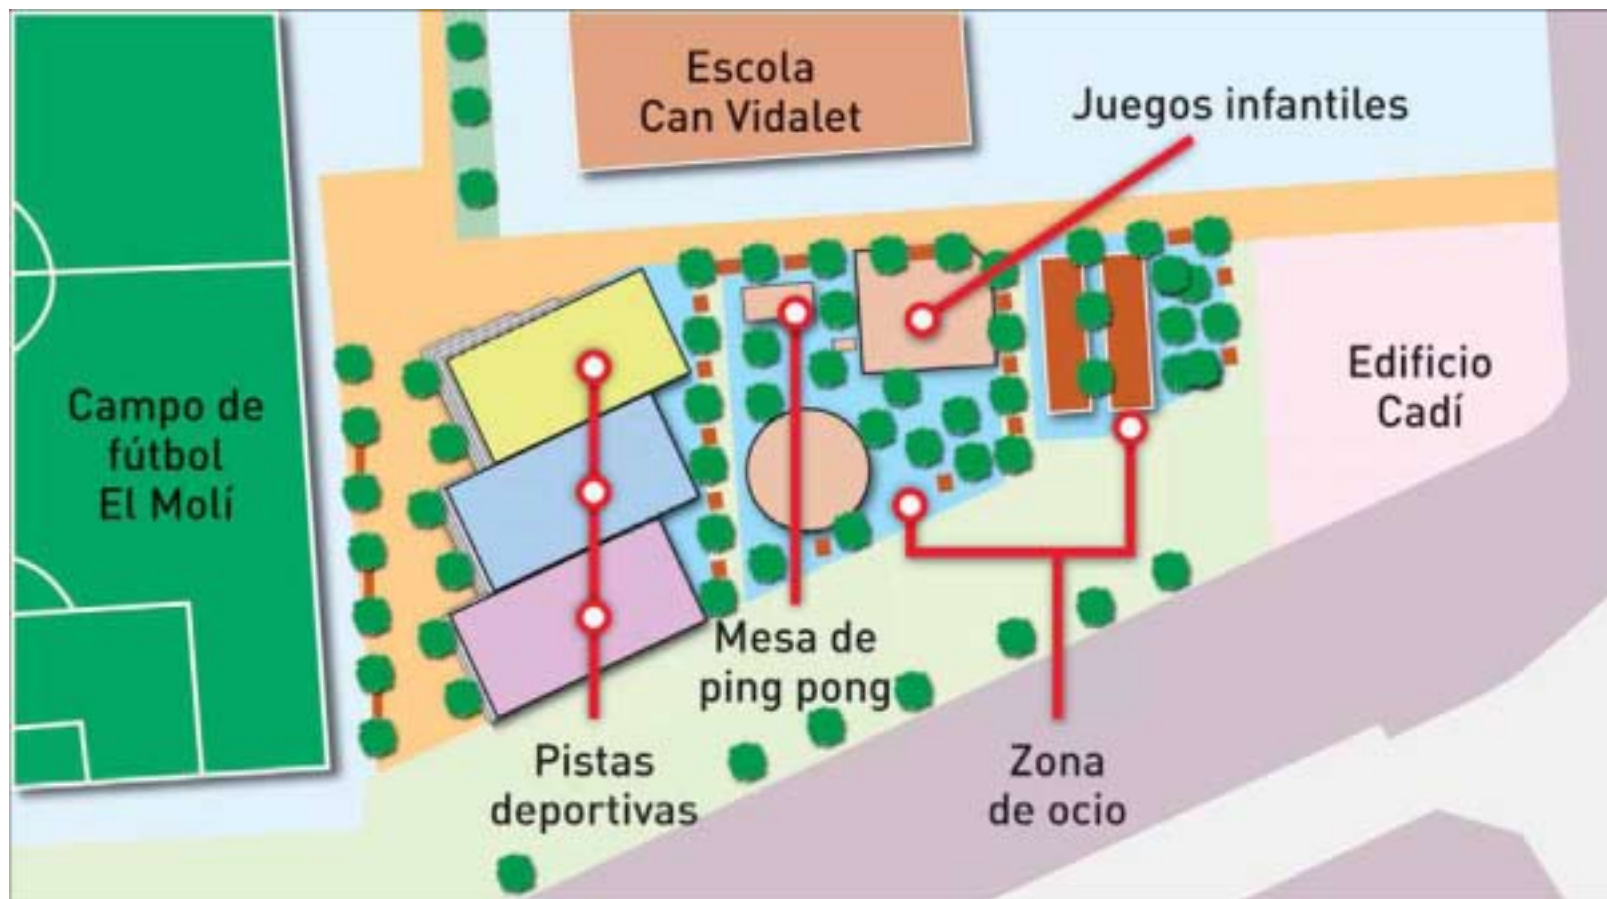 Escola
Can Vidalet
Juegos infantiles
Campo de
fútbol
El Molí
Edificio
Cadí
Mesa de
ping pong
Pistas
deportivas
Zona
de ocio